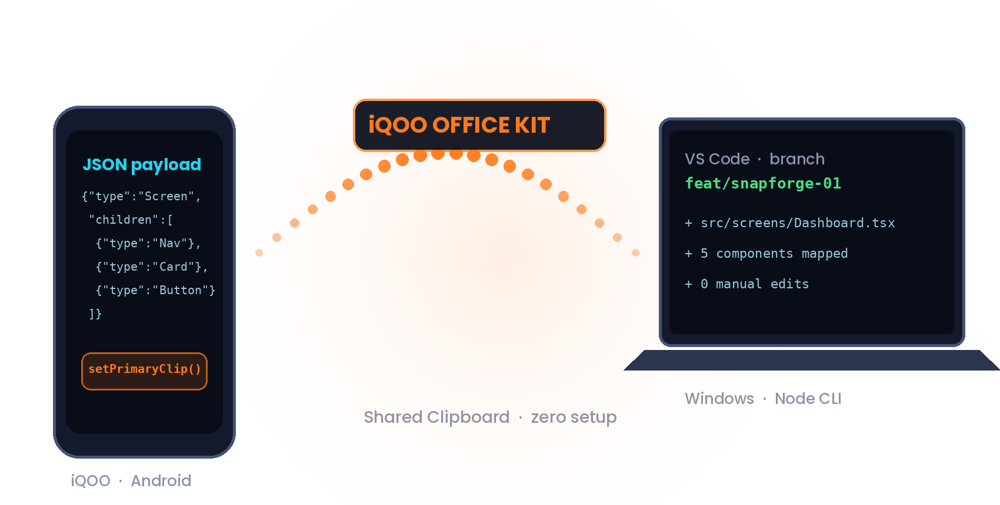 JSON payload
{"type":"Screen",
"children":[
{"type":"Nav"},
{"type":"Card"},
{"type":"Button"}
]}
setPrimaryClip()
iQOO · Android
iQOO OFFICE KIT
Shared Clipboard · zero setup
VS Code · branch
feat/snapforge-01
+ src/screens/Dashboard.tsx
+ 5 components mapped
+ 0 manual edits
Windows · Node CLI